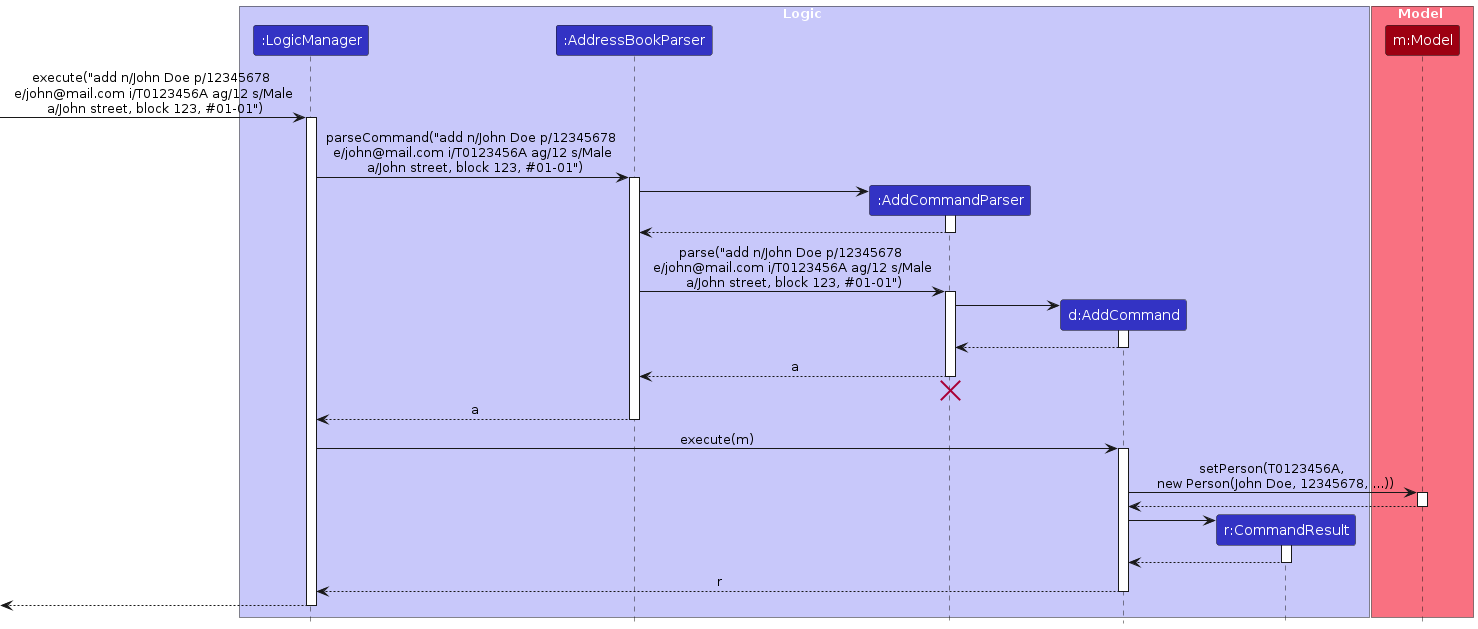 Logic
Model
:LogicManager
:AddressBookParser
m:Model
execute("add n/John Doe p/12345678
e/john@mail.com i/T0123456A ag/12 s/Male
a/John street, block 123, #01-01")
parseCommand("add n/John Doe p/12345678
e/john@mail.com i/T0123456A ag/12 s/Male
a/John street, block 123, #01-01")
:AddCommandParser
parse("add n/John Doe p/12345678
e/john@mail.com i/T0123456A ag/12 s/Male
a/John street, block 123, #01-01")
d:AddCommand
a
a
execute(m)
setPerson(T0123456A,
new Person(John Doe, 12345678, ...))
r:CommandResult
r